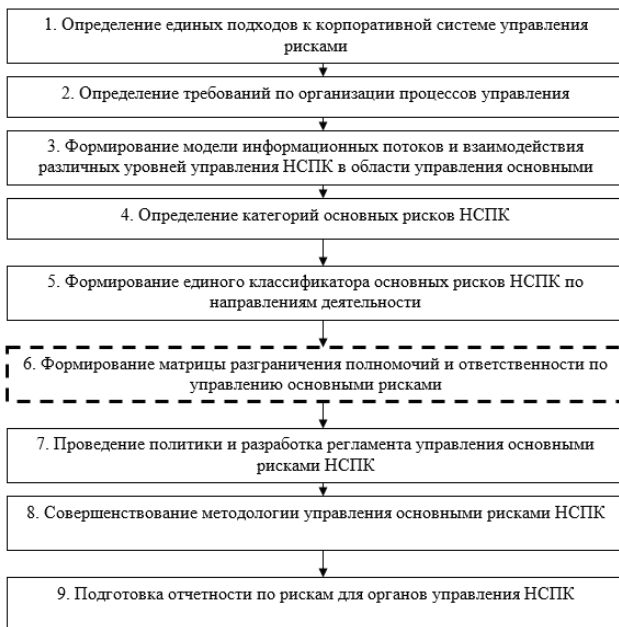 1. Определение единых подходов к корпоративной системе управления
рисками
2. Определение требований по организации процессов управления
3. Формирование модели информационных потоков и взаимодействия
различных уровней управления НСПК в области управления основными
4. Определение категорий основных рисков НСПК
5. Формирование единого классификатора основных рисков НСПК по
направлениям деятельности
6. Формирование матрицы разграничения полномочий и ответственности по
управлению основными рисками
7. Проведение политики и разработка регламента управления основными
рисками НСПК
8. Совершенствование методологии управления основными рисками НСПК
9. Подготовка отчетности по рискам для органов управления НСПК